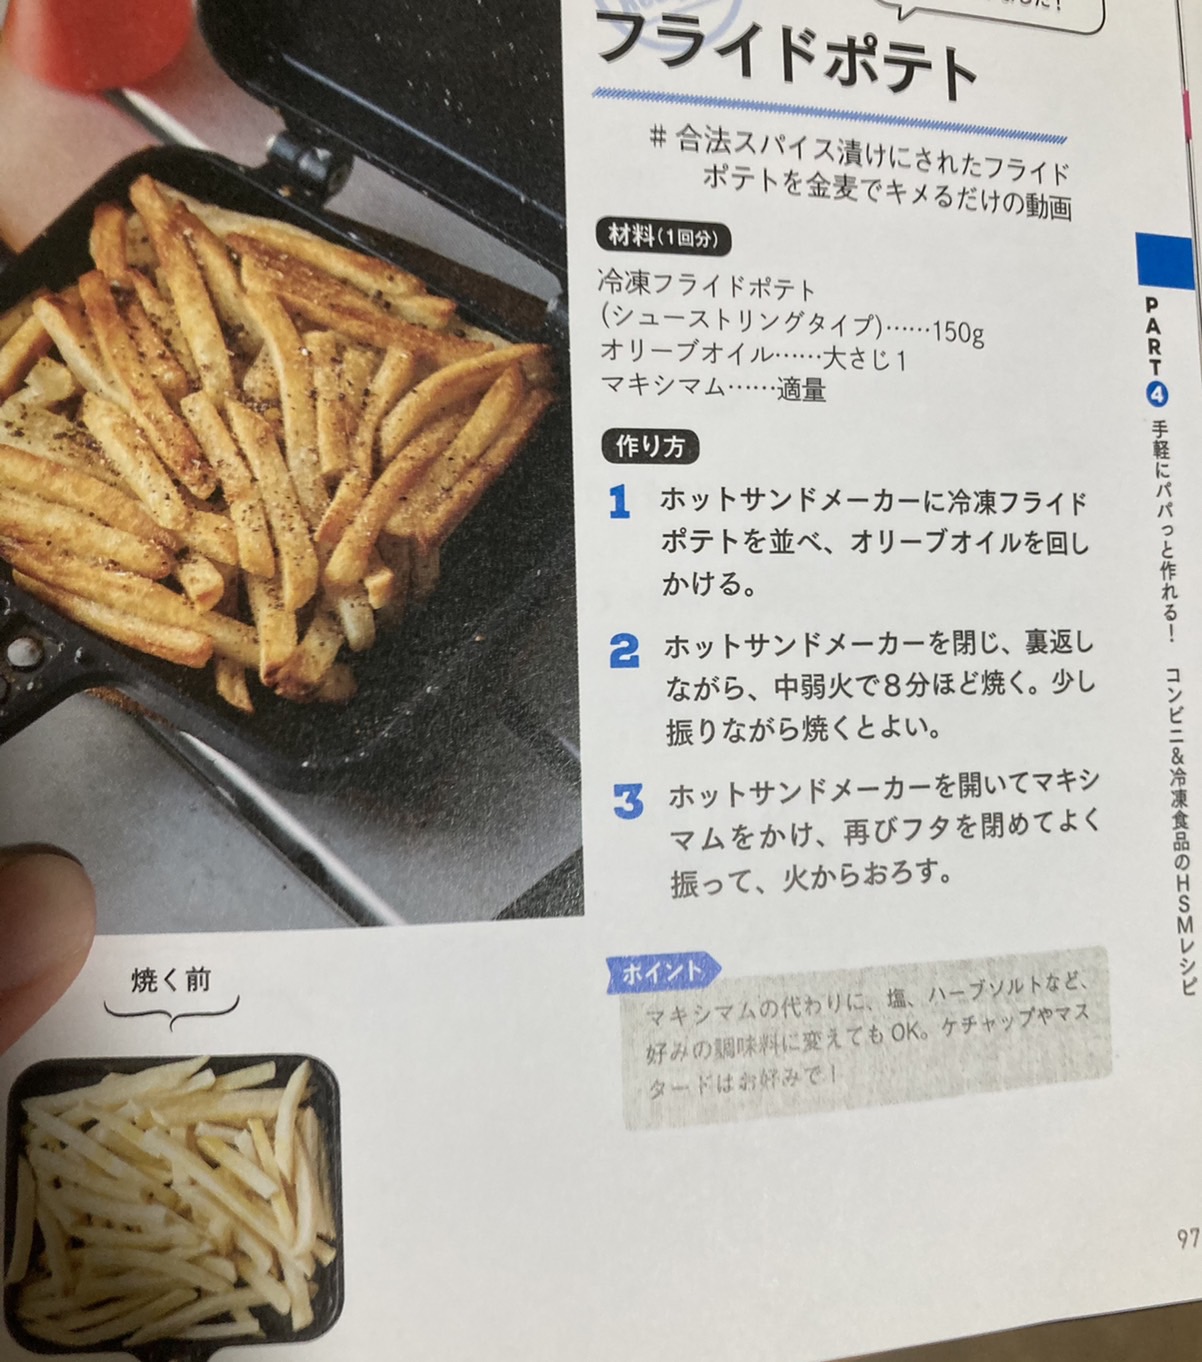 フライドポテト
# 合法スパイス漬けにされたフライド
ポテトを金麦でキメるだけの動画
材料(1回分)
冷凍フライドポテト
(シューストリングタイプ)……150g
オリーブオイル……大さじ1
マキシマム……適量
作り方
1 ホットサンドメーカーに冷凍フライド
ポテトを並べ、オリーブオイルを回し
かける。
2 ホットサンドメーカーを閉じ、裏返し
ながら、中弱火で8分ほど焼く。少し
振りながら焼くとよい。
3 ホットサンドメーカーを開いてマキシ
マムをかけ、再びフタを閉めてよく
振って、火からおろす。
ポイント
マキシマムの代わりに、塩、ハーブソルトなど、
好みの調味料に変えてもOK。ケチャップやマス
タードはお好みで!
焼く前
PART4 手軽にパパっと作れる! コンビニ&冷凍食品のHSMレシピ
97